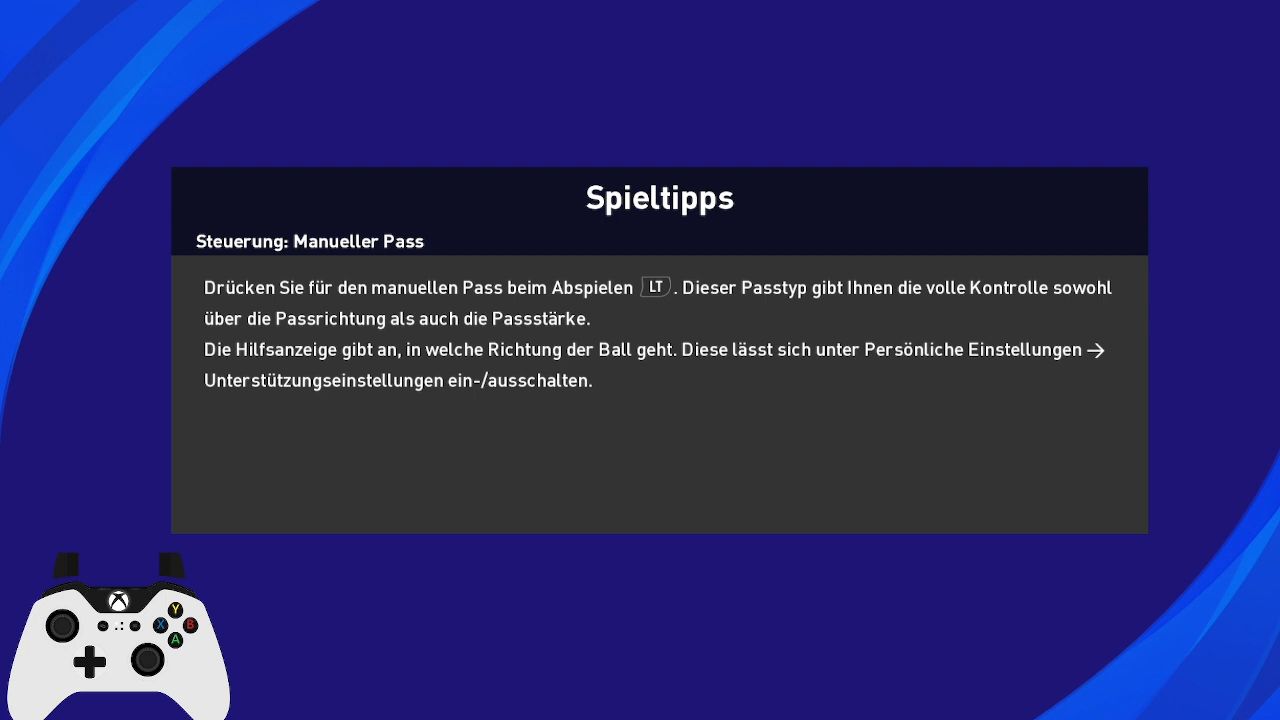 Spieltipps
Steuerung: Manueller Pass
Drücken Sie für den manuellen Pass beim Abspielen LT. Dieser Passtyp gibt Ihnen die volle Kontrolle sowohl
über die Passrichtung als auch die Passstärke.
Die Hilfsanzeige gibt an, in welche Richtung der Ball geht. Diese lässt sich unter Persönliche Einstellungen →
Unterstützungseinstellungen ein-/ausschalten.
Y
X B
A